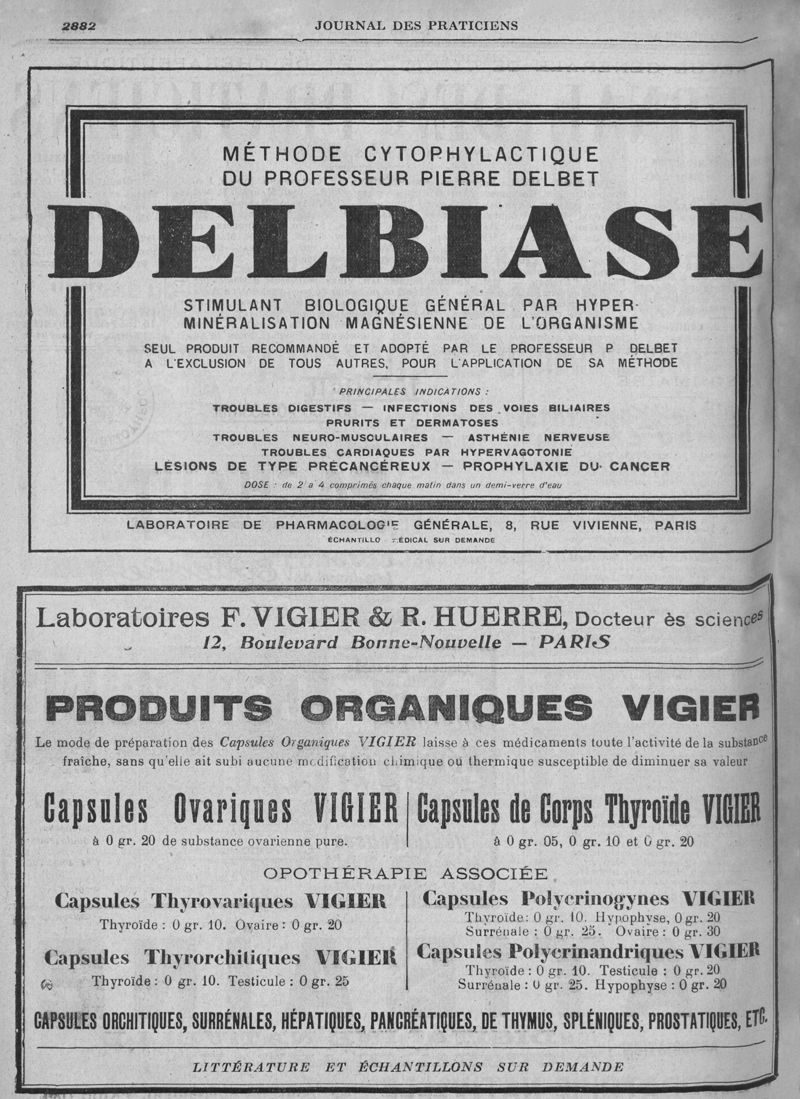 2882
JOURNAL DES PRATICIENS
MÉTHODE CYTOPHYLACTIQUE
DU PROFESSEUR PIERRE DELBET
DELBIASE
STIMULANT BIOLOGIQUE GÉNÉRAL PAR HYPER-
MINÉRALISATION MAGNÉSIENNE DE L'ORGANISME
SEUL PRODUIT RECOMMANDÉ ET ADOPTÉ PAR LE PROFESSEUR P DELBET
A L'EXCLUSION DE TOUS AUTRES, POUR L'APPLICATION DE SA MÉTHODE
PRINCIPALES INDICATIONS :
TROUBLES DIGESTIFS — INFECTIONS DES VOIES BILIAIRES
PRURITS ET DERMATOSES
TROUBLES NEURO-MUSCULAIRES — ASTHÉNIE NERVEUSE
TROUBLES CARDIAQUES PAR HYPERVAGOTONIE
LÉSIONS DE TYPE PRÉCANCÉREUX — PROPHYLAXIE DU CANCER
DOSE : de 2 a 4 comprimés chaque matin dans un demi-verre d'eau
LABORATOIRE DE PHARMACOLOGIE GÉNÉRALE, 8, RUE VIVIENNE, PARIS
SUR DEMANDE
Laboratoires F. VIGIER & R. HUERRE, Docteur ès sciences
12, Boulevard Bonne-Nouvelle — PARIS
PRODUITS ORGANIQUES VIGIER
Le mode de préparation des Capsules Organiques VIGIER laisse à ces médicaments toute l'activité de la substance
fraîche, sans qu'elle ait subi aucune modification chimique ou thermique susceptible de diminuer sa valeur
Capsules Ovariques VIGIER
à 0 gr. 20 de substance ovarienne pure.
Capsules de Corps Thyroïde VIGIER
à 0 gr. 05, 0 gr. 10 et 0 gr. 20
OPOTHÉRAPIE ASSOCIÉE
Capsules Thyrovariques VIGIER
Thyroïde : 0 gr. 10. Ovaire : 0 gr. 20
Capsules Thyrorchitiques VIGIER
Thyroïde : 0 gr. 10. Testicule : 0 gr. 25
Capsules Polycrinogynes VIGIER
Thyroïde : 0 gr. 10. Hypophyse, 0 gr. 20
Surrénale : 0 gr. 25. Ovaire : 0 gr. 30
Capsules Polycrinandriques VIGIER
Thyroïde : 0 gr. 10. Testicule : 0 gr. 20
Surrénale : 0 gr. 25. Hypophyse : 0 gr. 20
CAPSULES ORCHITIQUES, SURRÉNALES, HÉPATIQUES, PANCRÉATIQUES, DE THYMUS, SPLÉNIQUES, PROSTATIQUES, ETC.
LITTÉRATURE ET ÉCHANTILLONS SUR DEMANDE